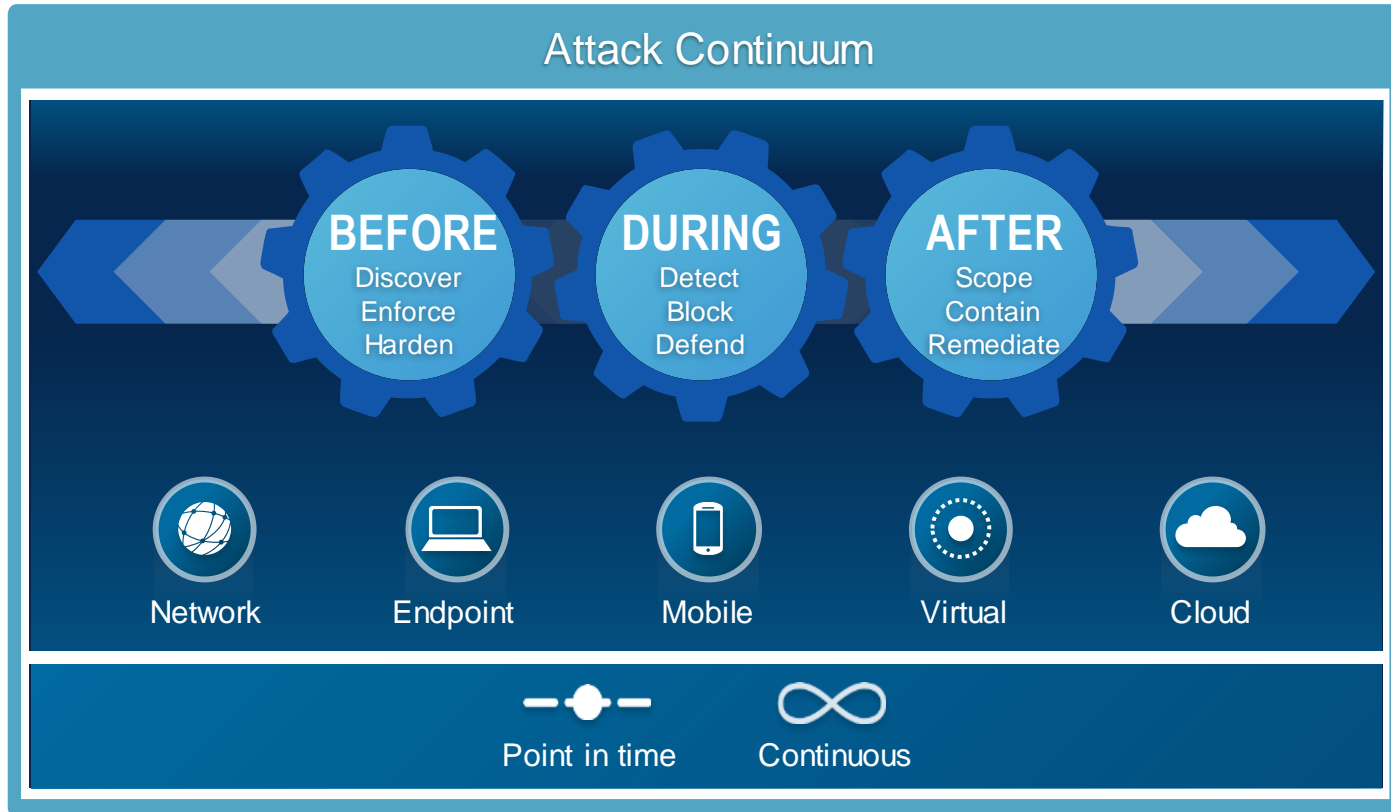 Attack Continuum
BEFORE
Discover
Enforce
Harden
DURING
Detect
Block
Defend
AFTER
Scope
Contain
Remediate
Network
Endpoint
Mobile
Virtual
Cloud
Point in time
Continuous